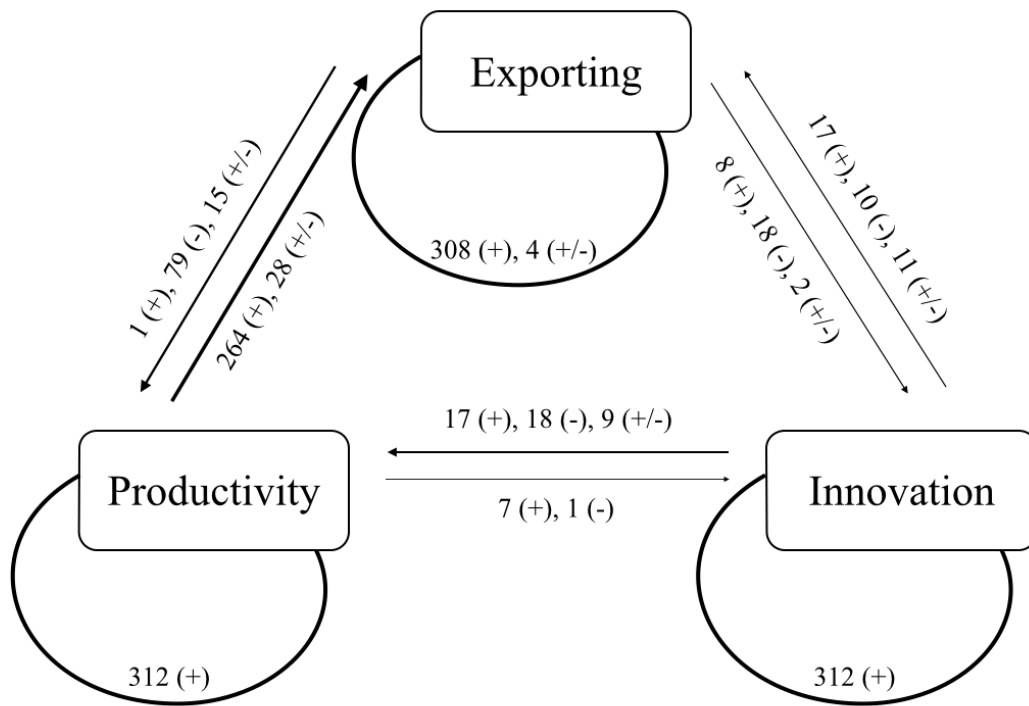 Exporting
308 (+), 4 (+/-)
1 (+), 79 (-), 15 (+/-)
264 (+), 28 (+/-)
17 (+), 10 (-), 11 (+/-)
8 (+), 18 (-), 2 (+/-)
17 (+), 18 (-), 9 (+/-)
7 (+), 1 (-)
Productivity
312 (+)
Innovation
312 (+)